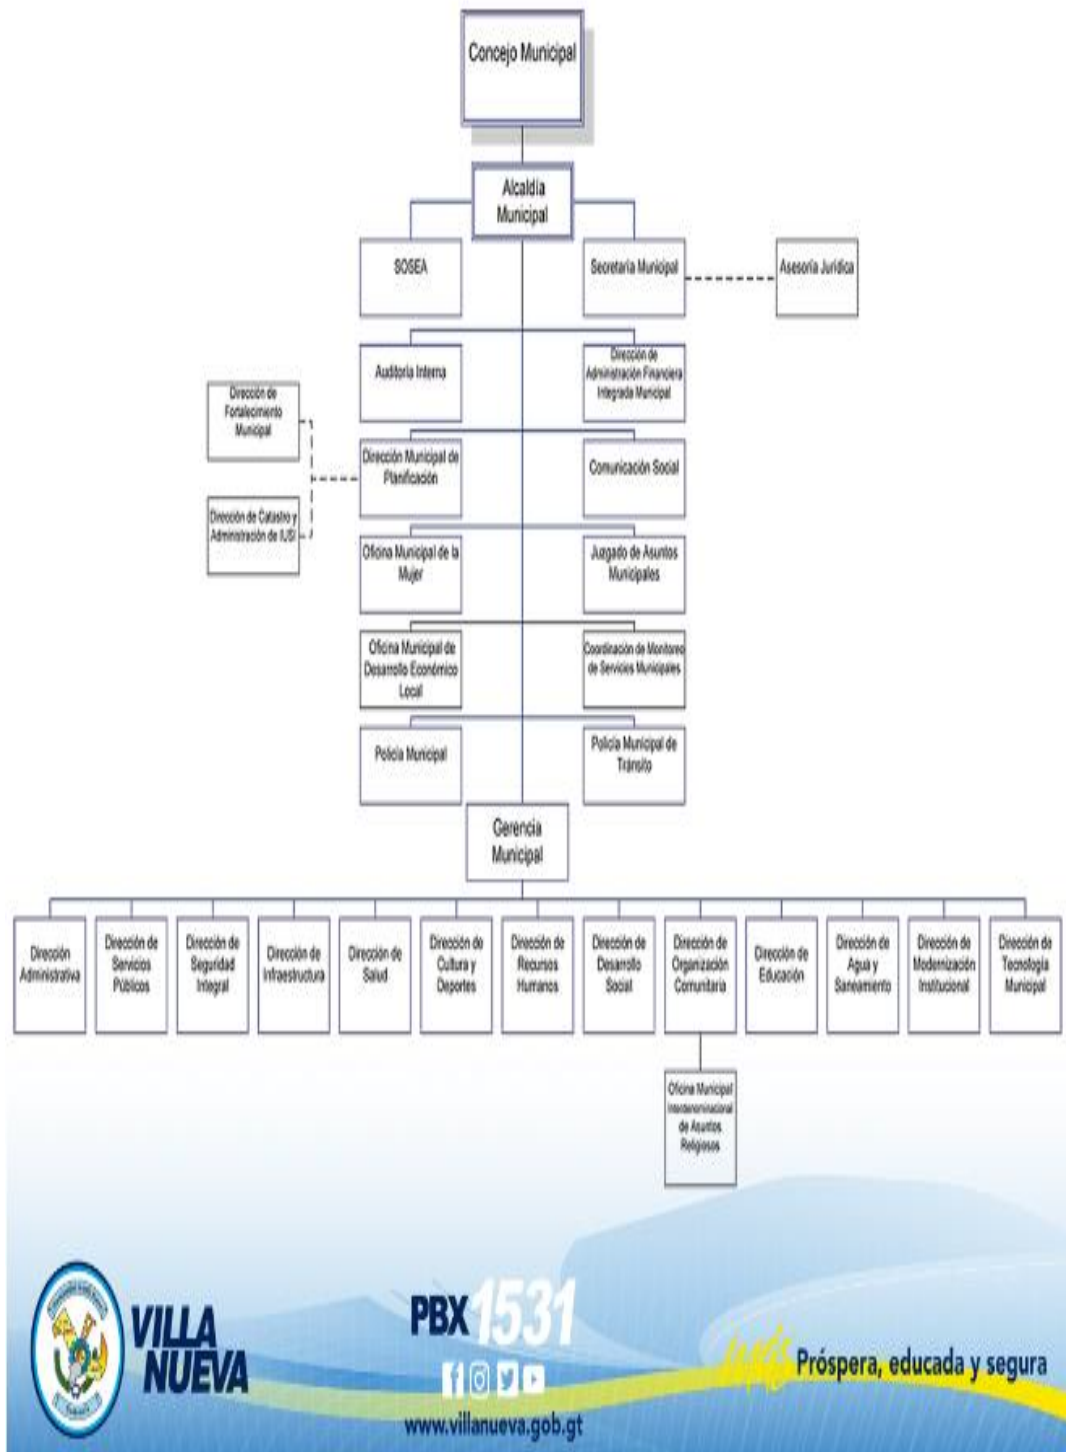 Concejo Municipal
Alcaldía
Municipal
SOSEA
Secretaría Municipal
Asesoría Jurídica
Auditoría Interna
Dirección de
Administración Financiera
Integrada Municipal
Dirección de
Fortalecimiento
Municipal
Dirección Municipal de
Planificación
Comunicación Social
Dirección de Catastro y
Administración de IUSI
Oficina Municipal de la
Mujer
Juzgado de Asuntos
Municipales
Oficina Municipal de
Desarrollo Económico
Local
Coordinación de Monitoreo
de Servicios Municipales
Policía Municipal
Policía Municipal de
Tránsito
Gerencia
Municipal
Dirección
Administrativa
Dirección de
Servicios
Públicos
Dirección de
Seguridad
Integral
Dirección de
Infraestructura
Dirección de
Salud
Dirección de
Cultura y
Deportes
Dirección de
Recursos
Humanos
Dirección de
Desarrollo
Social
Dirección de
Organización
Comunitaria
Dirección de
Educación
Dirección de
Agua y
Saneamiento
Dirección de
Modernización
Institucional
Dirección de
Tecnología
Municipal
Oficina Municipal
Interdenominacional
de Asuntos
Religiosos
VILLA
NUEVA
PBX 1531
www.villanueva.gob.gt
más Próspera, educada y segura